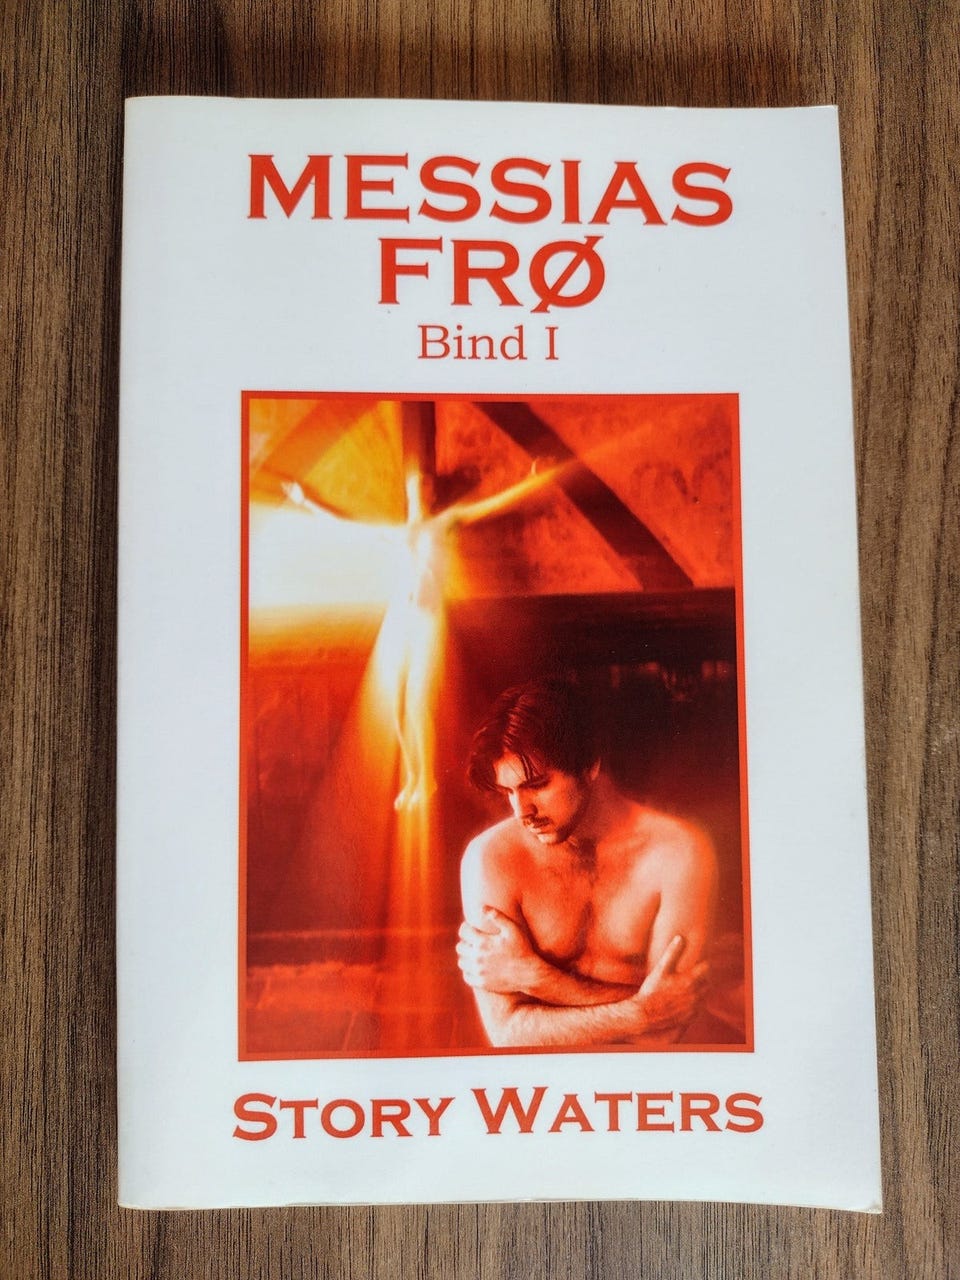 MESSIAS
FRØ
Bind I
STORY WATERS